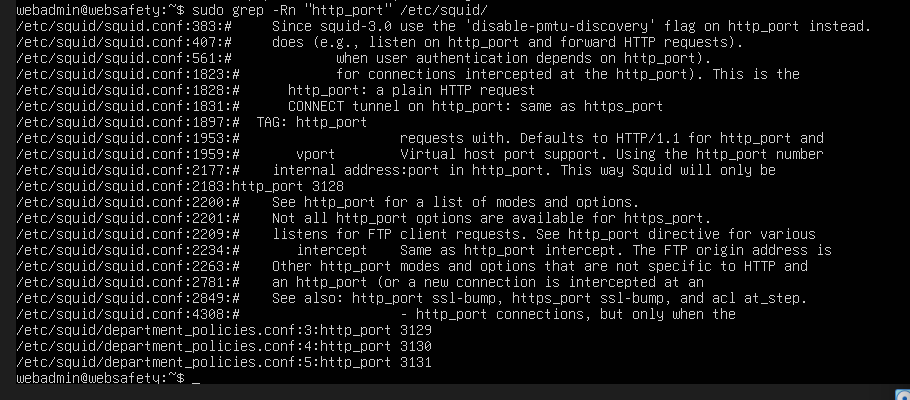 webadmin@websafety:~$ sudo grep -Rn "http_port" /etc/squid/
/etc/squid/squid.conf:383:#     Since squid-3.0 use the 'disable-pmtu-discovery' flag on http_port instead.
/etc/squid/squid.conf:407:#     does (e.g., listen on http_port and forward HTTP requests).
/etc/squid/squid.conf:561:#             when user authentication depends on http_port).
/etc/squid/squid.conf:1823:#            for connections intercepted at the http_port). This is the
/etc/squid/squid.conf:1828:#      http_port: a plain HTTP request
/etc/squid/squid.conf:1831:#      CONNECT tunnel on http_port: same as https_port
/etc/squid/squid.conf:1897:#  TAG: http_port
/etc/squid/squid.conf:1953:#                    requests with. Defaults to HTTP/1.1 for http_port and
/etc/squid/squid.conf:1959:#       vport        Virtual host port support. Using the http_port number
/etc/squid/squid.conf:2177:#    internal address:port in http_port. This way Squid will only be
/etc/squid/squid.conf:2183:http_port 3128
/etc/squid/squid.conf:2200:#    See http_port for a list of modes and options.
/etc/squid/squid.conf:2201:#    Not all http_port options are available for https_port.
/etc/squid/squid.conf:2209:#    listens for FTP client requests. See http_port directive for various
/etc/squid/squid.conf:2234:#       intercept    Same as http_port intercept. The FTP origin address is
/etc/squid/squid.conf:2263:#    Other http_port modes and options that are not specific to HTTP and
/etc/squid/squid.conf:2781:#    an http_port (or a new connection is intercepted at an
/etc/squid/squid.conf:2849:#    See also: http_port ssl-bump, https_port ssl-bump, and acl at_step.
/etc/squid/squid.conf:4308:#                    - http_port connections, but only when the
/etc/squid/department_policies.conf:3:http_port 3129
/etc/squid/department_policies.conf:4:http_port 3130
/etc/squid/department_policies.conf:5:http_port 3131
webadmin@websafety:~$ _